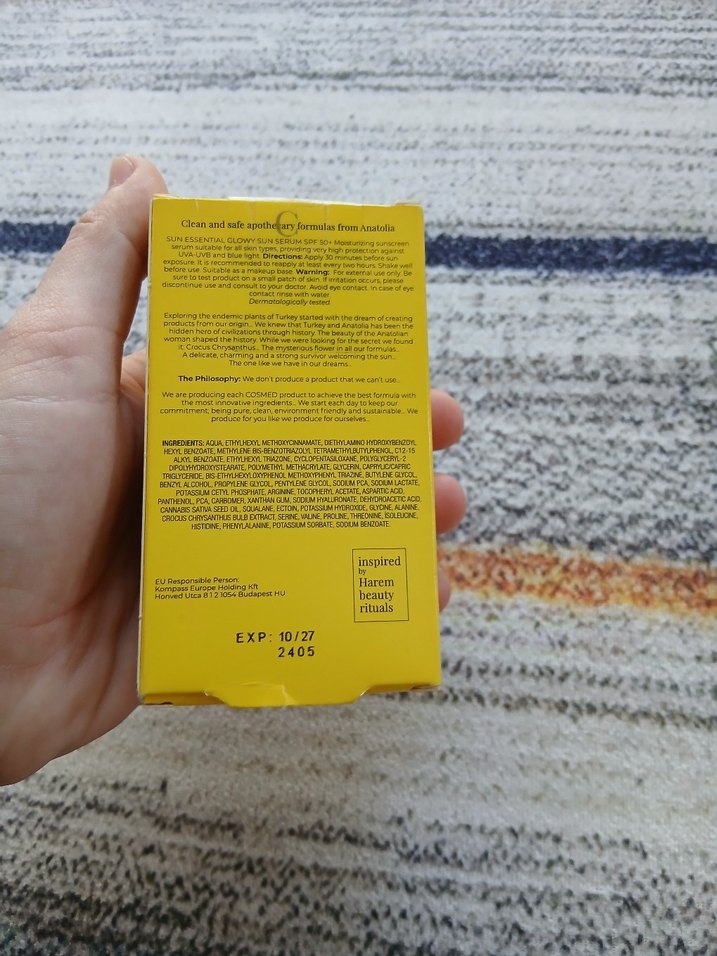 C
Clean and safe apothecary formulas from Anatolia
SUN ESSENTIAL GLOWY SUN SERUM SPF 50+ Moisturizing sunscreen
serum suitable for all skin types, providing very high protection against
UVA-UVB and blue light. Directions: Apply 30 minutes before sun
exposure. It is recommended to reapply at least every two hours. Shake well
before use. Suitable as a makeup base. Warning: For external use only. Be
sure to test product on a small patch of skin. If irritation occurs, please
discontinue use and consult to your doctor. Avoid eye contact. In case of eye
contact rinse with water.
Dermatologically tested.
Exploring the endemic plants of Turkey started with the dream of creating
products from our origin... We knew that Turkey and Anatolia has been the
hidden hero of civilizations through history. The beauty of the Anatolian
woman shaped the history. While we were looking for the secret we found
it: Crocus Chrysanthus... The mysterious flower in all our formulas...
A delicate, charming and a strong survivor welcoming the sun...
The one like we have in our dreams...
The Philosophy: We don't produce a product that we can't use...
We are producing each COSMED product to achieve the best formula with
the most innovative ingredients... We start each day to keep our
commitment; being pure, clean, environment friendly and sustainable... We
produce for you like we produce for ourselves...
INGREDIENTS: AQUA, ETHYLHEXYL METHOXYCINNAMATE, DIETHYLAMINO HYDROXYBENZOYL
HEXYL BENZOATE, METHYLENE BIS-BENZOTRIAZOLYL TETRAMETHYLBUTYLPHENOL, C12-15
ALKYL BENZOATE, ETHYLHEXYL TRIAZONE, CYCLOPENTASILOXANE, POLYGLYCERYL-2
DIPOLYHYDROXYSTEARATE, POLYMETHYL METHACRYLATE, GLYCERIN, CAPRYLIC/CAPRIC
TRIGLYCERIDE, BIS-ETHYLHEXYLOXYPHENOL METHOXYPHENYL TRIAZINE, BUTYLENE GLYCOL,
BENZYL ALCOHOL, PROPYLENE GLYCOL, PENTYLENE GLYCOL, SODIUM PCA, SODIUM LACTATE,
POTASSIUM CETYL PHOSPHATE, ARGININE, TOCOPHERYL ACETATE, ASPARTIC ACID,
PANTHENOL, PCA, CARBOMER, XANTHAN GUM, SODIUM HYALURONATE, DEHYDROACETIC ACID,
CANNABIS SATIVA SEED OIL, SQUALANE, ECTOIN, POTASSIUM HYDROXIDE, GLYCINE, ALANINE,
CROCUS CHRYSANTHUS BULB EXTRACT, SERINE, VALINE, PROLINE, THREONINE, ISOLEUCINE,
HISTIDINE, PHENYLALANINE, POTASSIUM SORBATE, SODIUM BENZOATE.
inspired
by
Harem
beauty
rituals
EU Responsible Person:
Kompass Europe Holding Kft
Honved Utca 8 1 2 1054 Budapest HU
EXP: 10/27
2405